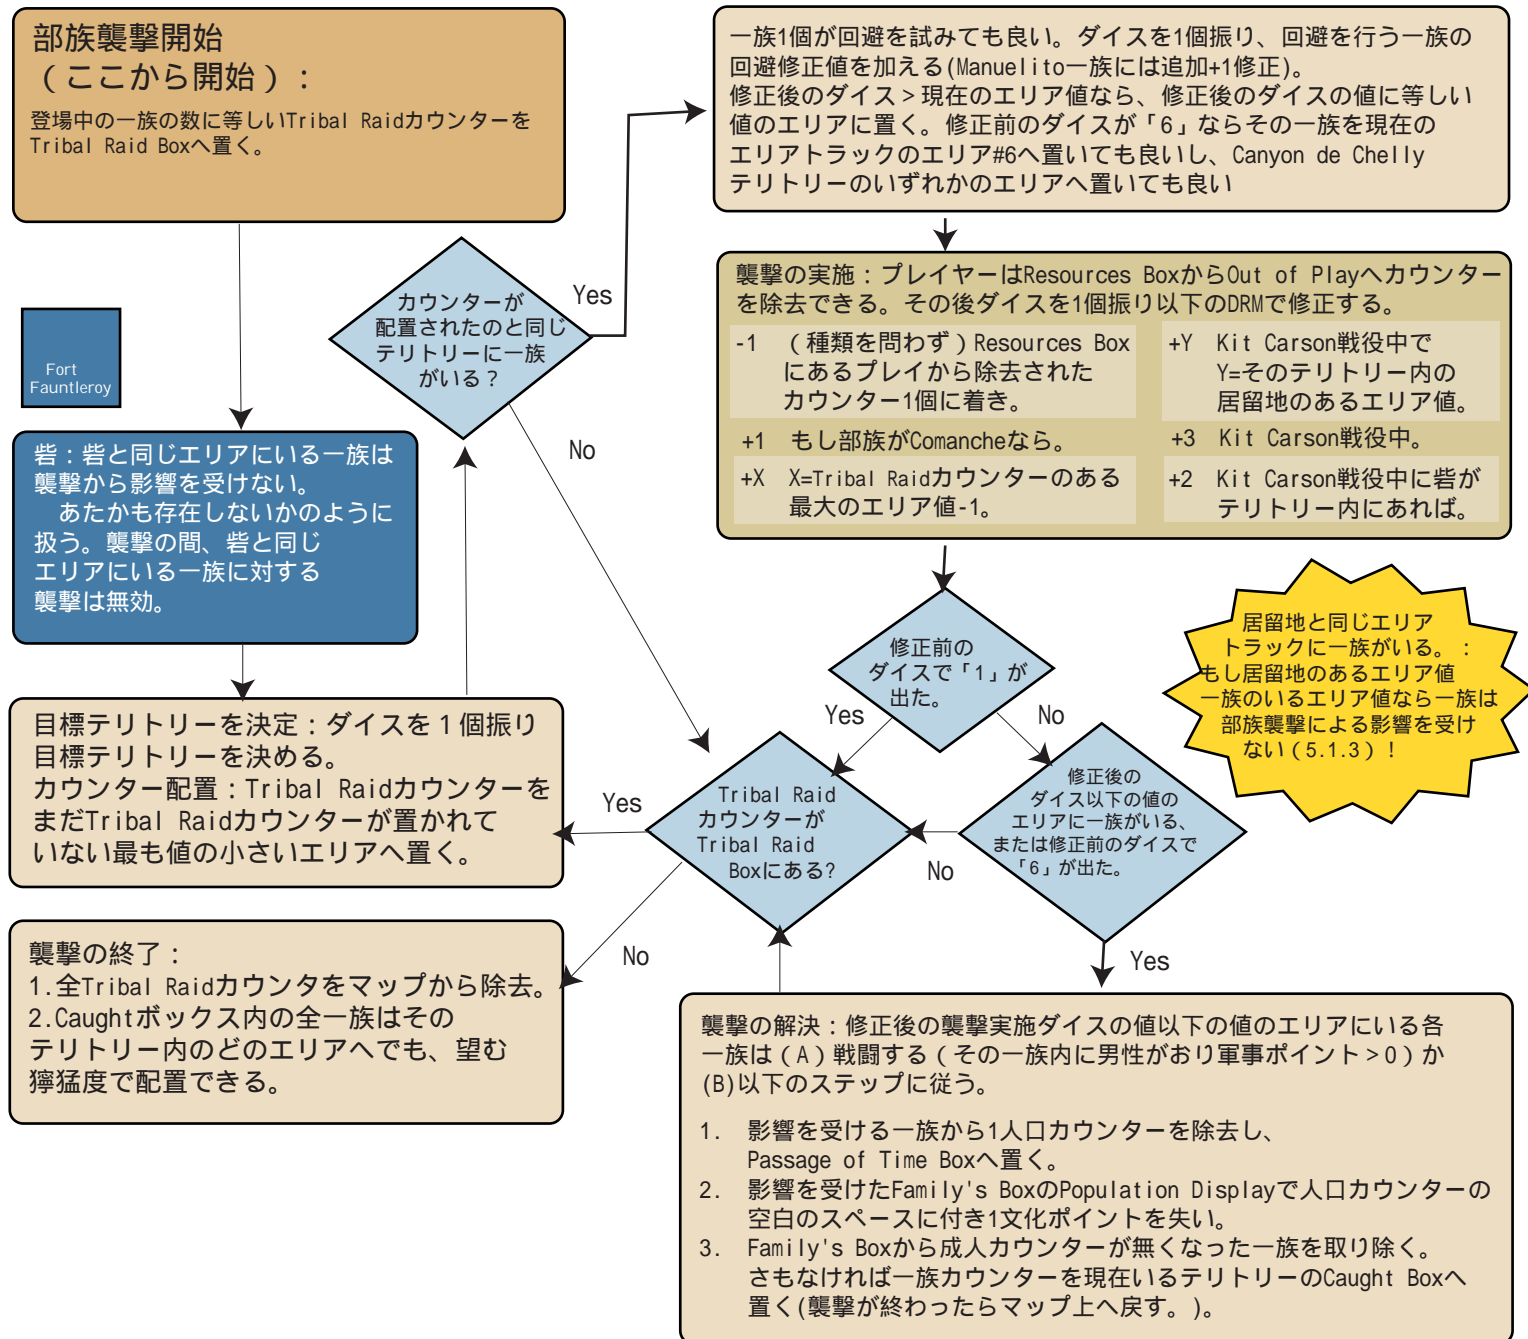 部族襲撃開始
（ここから開始）：
登場中の一族の数に等しいTribal Raidカウンターを
Tribal Raid Boxへ置く。
一族1個が回避を試みても良い。ダイスを1個振り、回避を行う一族の
回避修正値を加える(Manuelito一族には追加+1修正)。
修正後のダイス＞現在のエリア値なら、修正後のダイスの値に等しい
値のエリアに置く。修正前のダイスが「6」ならその一族を現在の
エリアトラックのエリア#6へ置いても良いし、Canyon de Chelly
テリトリーのいずれかのエリアへ置いても良い
カウンターが
配置されたのと同じ
テリトリーに一族
がいる？
Yes
No
Fort
Fauntleroy
襲撃の実施：プレイヤーはResources BoxからOut of Playへカウンター
を除去できる。その後ダイスを1個振り以下のDRMで修正する。
-1 （種類を問わず）Resources Box
にあるプレイから除去された
カウンター1個に着き。
+1 もし部族がComancheなら。
+X X=Tribal Raidカウンターのある
最大のエリア値-1。
+Y Kit Carson戦役中で
Y=そのテリトリー内の
居留地のあるエリア値。
+3 Kit Carson戦役中。
+2 Kit Carson戦役中に砦が
テリトリー内にあれば。
砦：砦と同じエリアにいる一族は
襲撃から影響を受けない。
あたかも存在しないかのように
扱う。襲撃の間、砦と同じ
エリアにいる一族に対する
襲撃は無効。
修正前の
ダイスで「1」が
出た。
Yes
No
居留地と同じエリア
トラックに一族がいる。：
もし居留地のあるエリア値
一族のいるエリア値なら一族は
部族襲撃による影響を受け
ない（5.1.3）！
目標テリトリーを決定：ダイスを１個振り
目標テリトリーを決める。
カウンター配置：Tribal Raidカウンターを
まだTribal Raidカウンターが置かれて
いない最も値の小さいエリアへ置く。
Tribal Raid
カウンターが
Tribal Raid
Boxにある?
Yes
No
修正後の
ダイス以下の値の
エリアに一族がいる、
または修正前のダイスで
「6」が出た。
No
Yes
襲撃の終了：
1.全Tribal Raidカウンタをマップから除去。
2.Caughtボックス内の全一族はその
テリトリー内のどのエリアへでも、望む
獰猛度で配置できる。
襲撃の解決：修正後の襲撃実施ダイスの値以下の値のエリアにいる各
一族は（A）戦闘する（その一族内に男性がおり軍事ポイント＞0）か
(B)以下のステップに従う。
1. 影響を受ける一族から1人口カウンターを除去し、
Passage of Time Boxへ置く。
2. 影響を受けたFamily's BoxのPopulation Displayで人口カウンターの
空白のスペースに付き1文化ポイントを失い。
3. Family's Boxから成人カウンターが無くなった一族を取り除く。
さもなければ一族カウンターを現在いるテリトリーのCaught Boxへ
置く(襲撃が終わったらマップ上へ戻す。)。